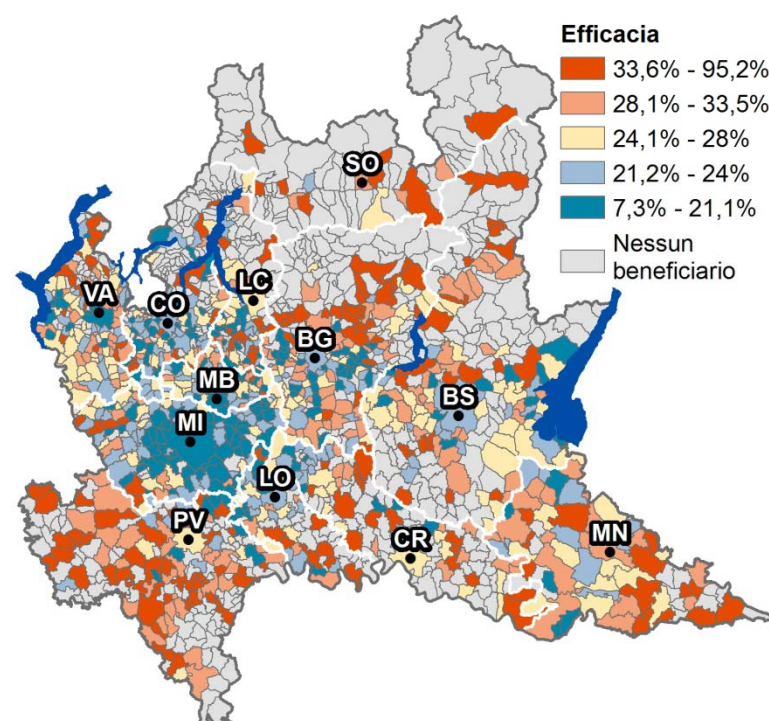 Efficacia
33,6% - 95,2%
28,1% - 33,5%
24,1% - 28%
21,2% - 24%
7,3% - 21,1%
Nessun
beneficiario
SO
VA
CO
LC
BG
MB
BS
MI
LO
PV
CR
MN